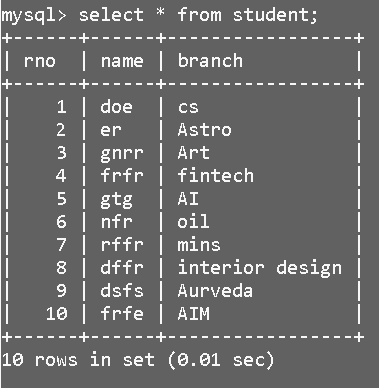 mysql> select * from student;
+------+------+-----------------+
| rno  | name | branch          |
+------+------+-----------------+
|    1 | doe  | cs              |
|    2 | er   | Astro           |
|    3 | gnrr | Art             |
|    4 | frfr | fintech         |
|    5 | gtg  | AI              |
|    6 | nfr  | oil             |
|    7 | rffr | mins            |
|    8 | dffr | interior design |
|    9 | dsfs | Aurveda         |
|   10 | frfe | AIM             |
+------+------+-----------------+
10 rows in set (0.01 sec)